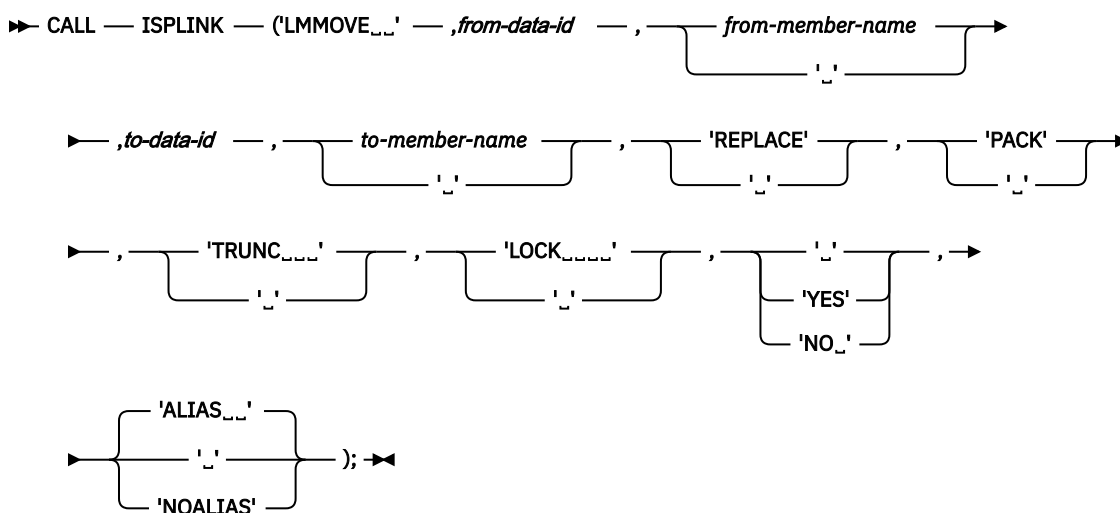 CALL ISPLINK ('LMMOVE␣␣' ,from-data-id , from-member-name
'␣'
,to-data-id , to-member-name , 'REPLACE' , 'PACK'
'␣' '␣' '␣'
, 'TRUNC␣␣␣' , 'LOCK␣␣␣␣' , '␣' ,
'␣' '␣' 'YES'
'NO␣'
'ALIAS␣␣'
'␣' );
'NOALIAS'